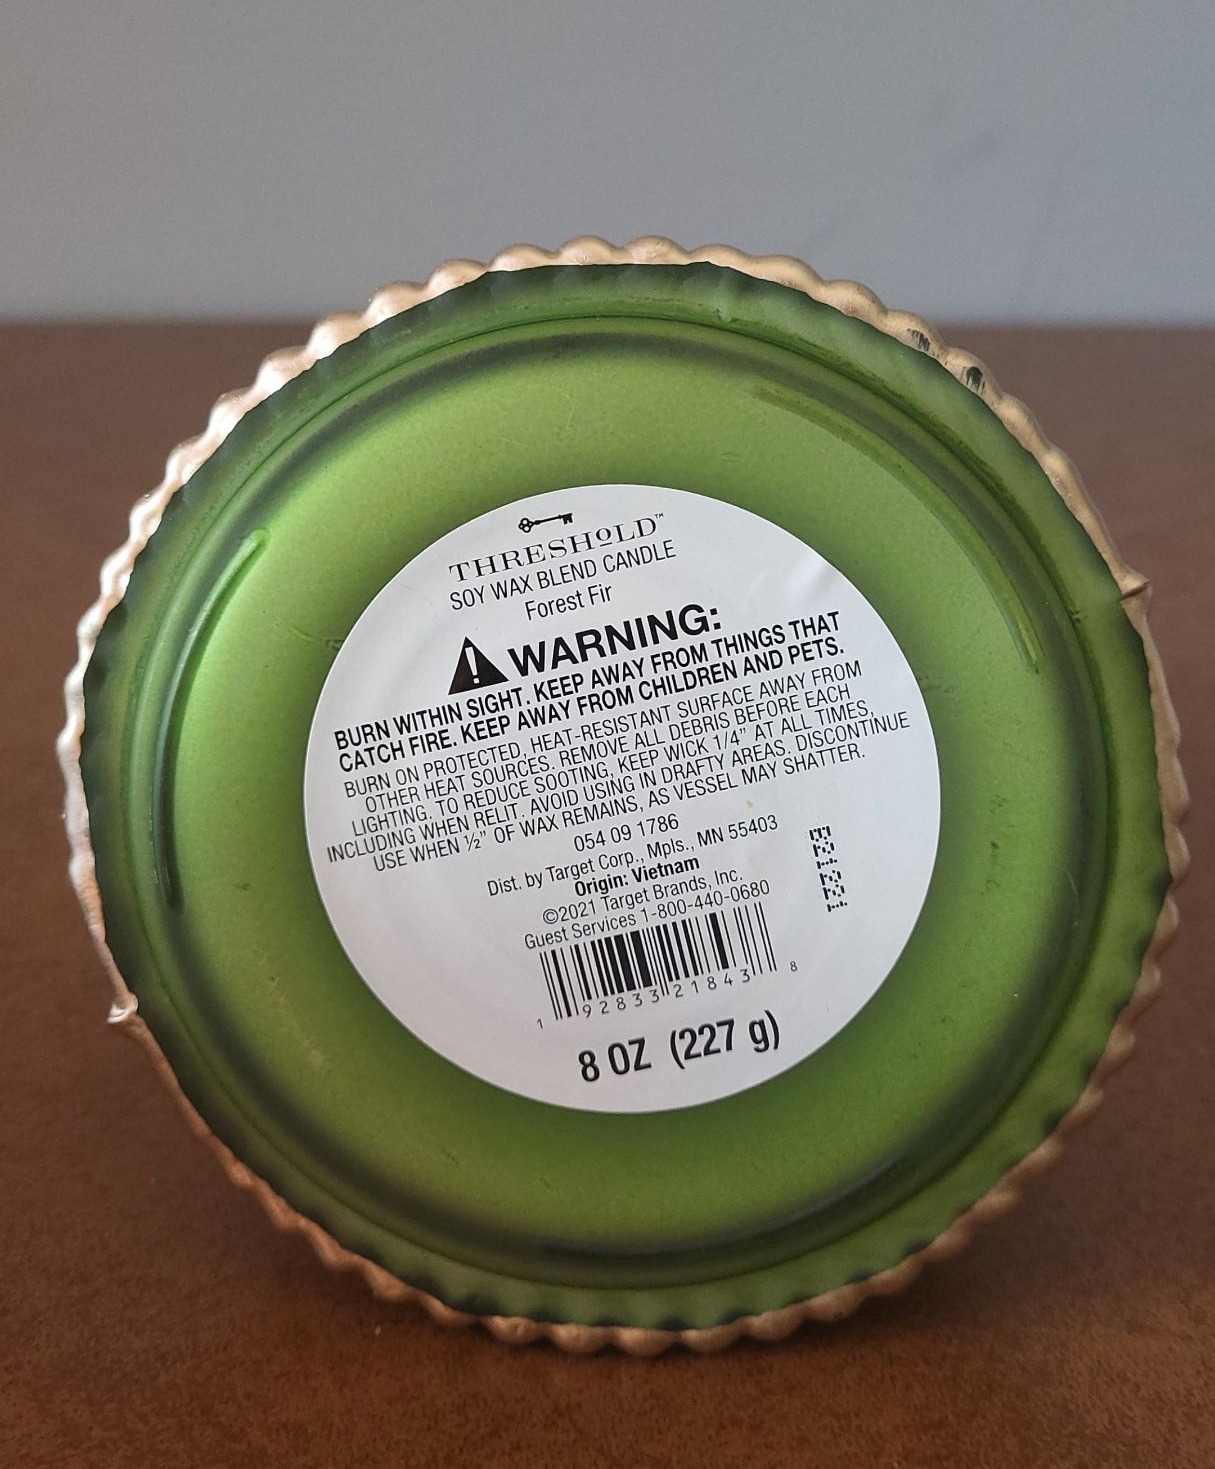 THRESHOLD™
SOY WAX BLEND CANDLE
Forest Fir
WARNING:
BURN WITHIN SIGHT. KEEP AWAY FROM THINGS THAT
CATCH FIRE. KEEP AWAY FROM CHILDREN AND PETS.
BURN ON PROTECTED, HEAT-RESISTANT SURFACE AWAY FROM
OTHER HEAT SOURCES. REMOVE ALL DEBRIS BEFORE EACH
LIGHTING. TO REDUCE SOOTING, KEEP WICK 1/4" AT ALL TIMES,
INCLUDING WHEN RELIT. AVOID USING IN DRAFTY AREAS. DISCONTINUE
USE WHEN ½" OF WAX REMAINS, AS VESSEL MAY SHATTER.
054 09 1786
Dist. by Target Corp., Mpls., MN 55403
Origin: Vietnam
©2021 Target Brands, Inc.
Guest Services 1-800-440-0680
1 92833 21843 8
8 OZ (227 g)